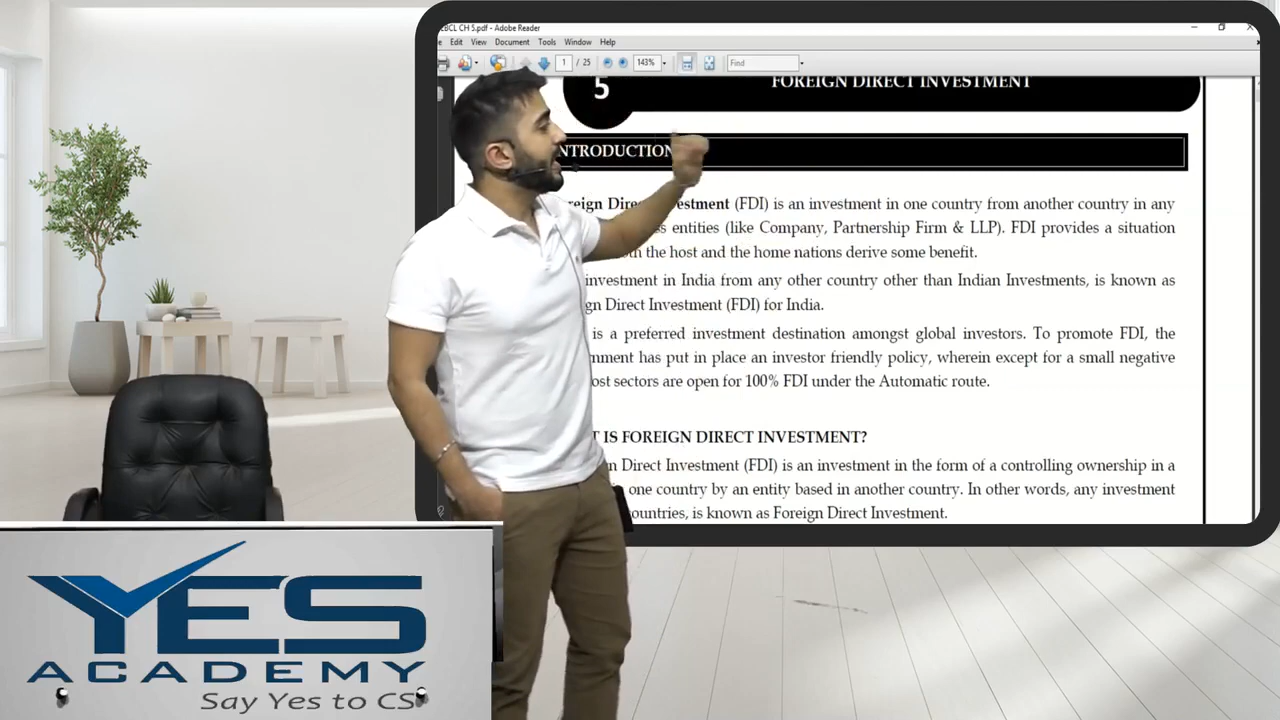 CH 5.pdf - Adobe Reader
Edit View Document Tools Window Help
1 / 25 143% Find
5
FOREIGN DIRECT INVESTMENT
NTRODUCTION
reign Direc estment (FDI) is an investment in one country from another country in any
s entities (like Company, Partnership Firm & LLP). FDI provides a situation
the host and the home nations derive some benefit.
investment in India from any other country other than Indian Investments, is known as
gn Direct Investment (FDI) for India.
is a preferred investment destination amongst global investors. To promote FDI, the
rnment has put in place an investor friendly policy, wherein except for a small negative
ost sectors are open for 100% FDI under the Automatic route.
T IS FOREIGN DIRECT INVESTMENT?
n Direct Investment (FDI) is an investment in the form of a controlling ownership in a
one country by an entity based in another country. In other words, any investment
countries, is known as Foreign Direct Investment.
YES
ACADEMY
Say Yes to CS